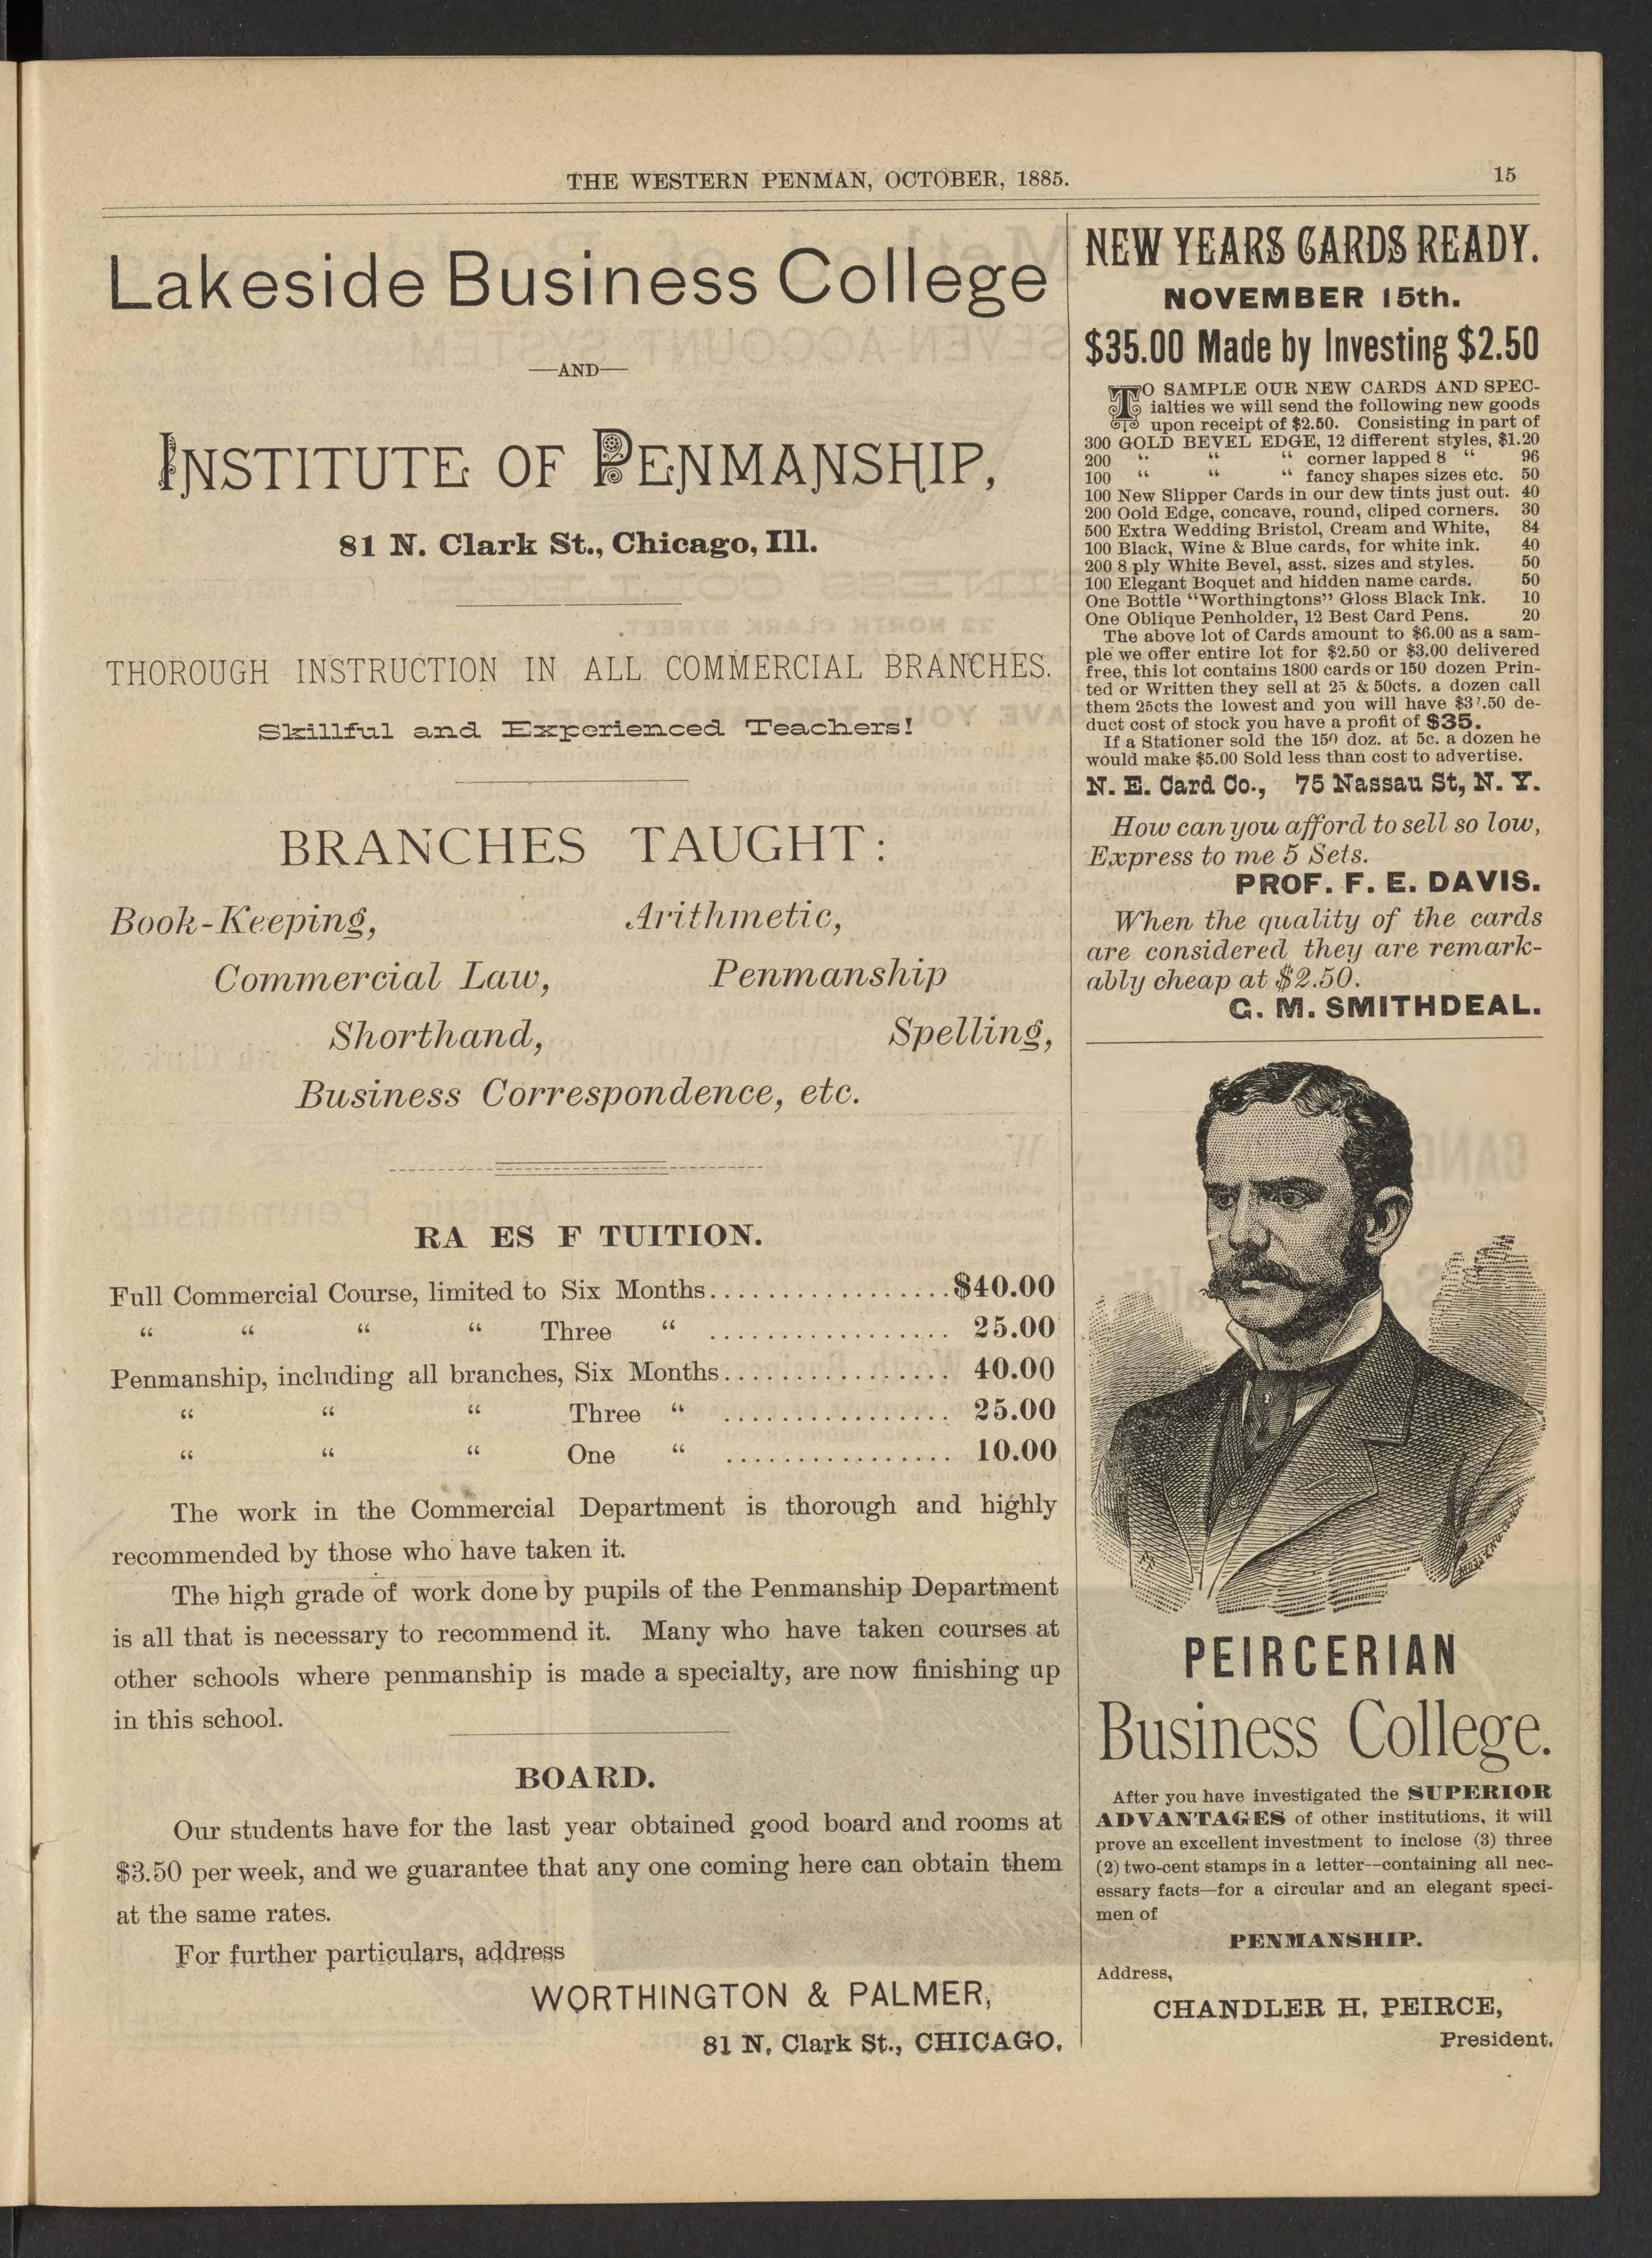 THE WESTERN PENMAN, OCTOBER, 1885.
15
Lakeside Business College
—AND—
INSTITUTE OF PENMANSHIP,
81 N. Clark St., Chicago, Ill.
THOROUGH INSTRUCTION IN ALL COMMERCIAL BRANCHES.
Skillful and Experienced Teachers!
BRANCHES TAUGHT:
Book-Keeping, Arithmetic,
Commercial Law, Penmanship
Shorthand, Spelling,
Business Correspondence, etc.
RA ES F TUITION.
Full Commercial Course, limited to Six Months.................$40.00
“ “ “ “ Three “ ................. 25.00
Penmanship, including all branches, Six Months................ 40.00
“ “ “ Three “ ................ 25.00
“ “ “ One “ ................ 10.00
The work in the Commercial Department is thorough and highly
recommended by those who have taken it.
The high grade of work done by pupils of the Penmanship Department
is all that is necessary to recommend it. Many who have taken courses at
other schools where penmanship is made a specialty, are now finishing up
in this school.
BOARD.
Our students have for the last year obtained good board and rooms at
$3.50 per week, and we guarantee that any one coming here can obtain them
at the same rates.
For further particulars, address
WORTHINGTON & PALMER,
81 N. Clark St., CHICAGO.
NEW YEARS CARDS READY.
NOVEMBER 15th.
$35.00 Made by Investing $2.50
TO SAMPLE OUR NEW CARDS AND SPEC-
ialties we will send the following new goods
upon receipt of $2.50. Consisting in part of
300 GOLD BEVEL EDGE, 12 different styles, $1.20
200 “ “ “ corner lapped 8 “ 96
100 “ “ “ fancy shapes sizes etc. 50
100 New Slipper Cards in our dew tints just out. 40
200 Oold Edge, concave, round, cliped corners. 30
500 Extra Wedding Bristol, Cream and White, 84
100 Black, Wine & Blue cards, for white ink. 40
200 8 ply White Bevel, asst. sizes and styles. 50
100 Elegant Boquet and hidden name cards. 50
One Bottle “Worthingtons” Gloss Black Ink. 10
One Oblique Penholder, 12 Best Card Pens. 20
The above lot of Cards amount to $6.00 as a sam-
ple we offer entire lot for $2.50 or $3.00 delivered
free, this lot contains 1800 cards or 150 dozen Prin-
ted or Written they sell at 25 & 50cts. a dozen call
them 25cts the lowest and you will have $37.50 de-
duct cost of stock you have a profit of $35.
If a Stationer sold the 150 doz. at 5c. a dozen he
would make $5.00 Sold less than cost to advertise.
N. E. Card Co., 75 Nassau St, N. Y.
How can you afford to sell so low,
Express to me 5 Sets.
PROF. F. E. DAVIS.
When the quality of the cards
are considered they are remark-
ably cheap at $2.50.
G. M. SMITHDEAL.
PEIRCERIAN
Business College.
After you have investigated the SUPERIOR
ADVANTAGES of other institutions, it will
prove an excellent investment to inclose (3) three
(2) two-cent stamps in a letter--containing all nec-
essary facts—for a circular and an elegant speci-
men of
PENMANSHIP.
Address,
CHANDLER H. PEIRCE,
President.